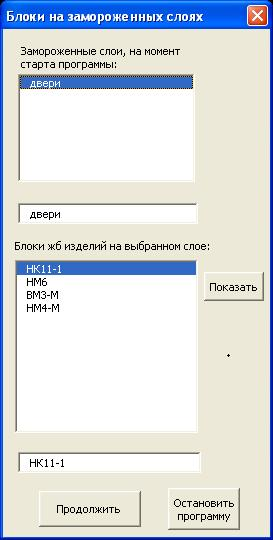 Блоки на замороженных слоях
Замороженные слои, на момент
старта программы:
двери
двери
Блоки жб изделий на выбранном слое:
НК11-1
НМ6
ВМ3-М
НМ4-М
Показать
НК11-1
Продолжить
Остановить
программу